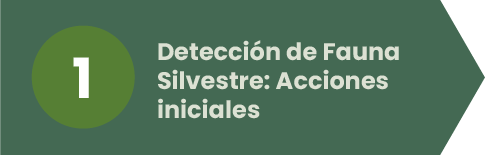 1
Detección de Fauna
Silvestre: Acciones
iniciales